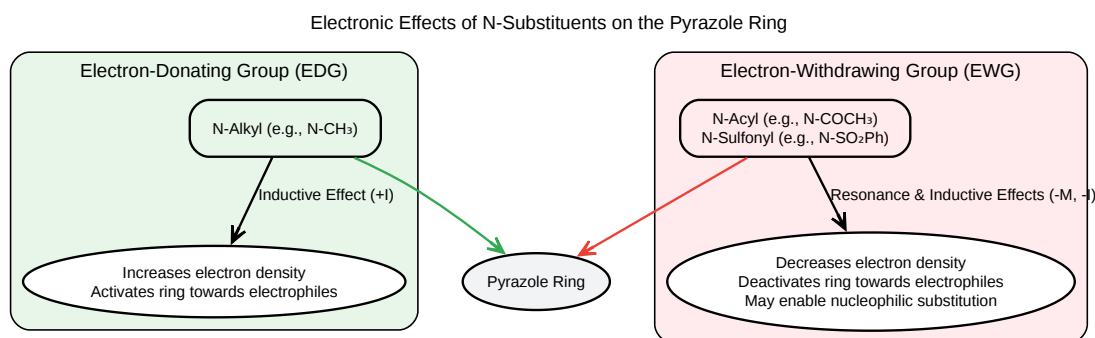 Electronic Effects of N-Substituents on the Pyrazole Ring
Electron-Donating Group (EDG)
N-Alkyl (e.g., N-CH₃)
Inductive Effect (+I)
Increases electron density
Activates ring towards electrophiles
Pyrazole Ring
Electron-Withdrawing Group (EWG)
N-Acyl (e.g., N-COCH₃)
N-Sulfonyl (e.g., N-SO₂Ph)
Resonance & Inductive Effects (-M, -I)
Decreases electron density
Deactivates ring towards electrophiles
May enable nucleophilic substitution